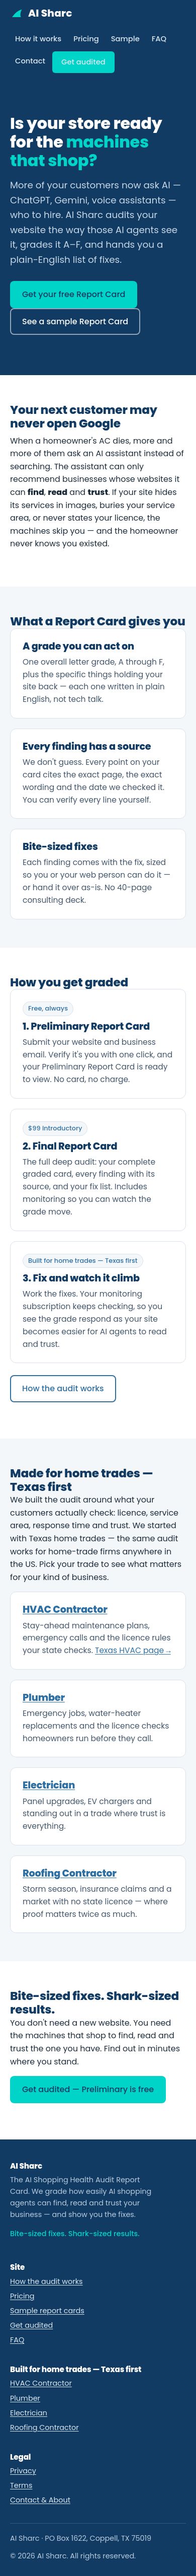 AI Sharc
How it works Pricing Sample FAQ
Contact Get audited
Is your store ready
for the machines
that shop?
More of your customers now ask AI —
ChatGPT, Gemini, voice assistants —
who to hire. AI Sharc audits your
website the way those AI agents see
it, grades it A–F, and hands you a
plain-English list of fixes.
Get your free Report Card
See a sample Report Card
Your next customer may
never open Google
When a homeowner's AC dies, more and
more of them ask an AI assistant instead of
searching. The assistant can only
recommend businesses whose websites it
can find, read and trust. If your site hides
its services in images, buries your service
area, or never states your licence, the
machines skip you — and the homeowner
never knows you existed.
What a Report Card gives you
A grade you can act on
One overall letter grade, A through F,
plus the specific things holding your
site back — each one written in plain
English, not tech talk.
Every finding has a source
We don't guess. Every point on your
card cites the exact page, the exact
wording and the date we checked it.
You can verify every line yourself.
Bite-sized fixes
Each finding comes with the fix, sized
so you or your web person can do it —
or hand it over as-is. No 40-page
consulting deck.
How you get graded
Free, always
1. Preliminary Report Card
Submit your website and business
email. Verify it's you with one click, and
your Preliminary Report Card is ready
to view. No card, no charge.
$99 introductory
2. Final Report Card
The full deep audit: your complete
graded card, every finding with its
source, and your fix list. Includes
monitoring so you can watch the
grade move.
Built for home trades — Texas first
3. Fix and watch it climb
Work the fixes. Your monitoring
subscription keeps checking, so you
see the grade respond as your site
becomes easier for AI agents to read
and trust.
How the audit works
Made for home trades —
Texas first
We built the audit around what your
customers actually check: licence, service
area, response time and trust. We started
with Texas home trades — the same audit
works for home-trade firms anywhere in
the US. Pick your trade to see what matters
for your kind of business.
HVAC Contractor
Stay-ahead maintenance plans,
emergency calls and the licence rules
your state checks. Texas HVAC page→
Plumber
Emergency jobs, water-heater
replacements and the licence checks
homeowners run before they call.
Electrician
Panel upgrades, EV chargers and
standing out in a trade where trust is
everything.
Roofing Contractor
Storm season, insurance claims and a
market with no state licence — where
proof matters twice as much.
Bite-sized fixes. Shark-sized
results.
You don't need a new website. You need
the machines that shop to find, read and
trust the one you have. Find out in minutes
where you stand.
Get audited — Preliminary is free
AI Sharc
The AI Shopping Health Audit Report
Card. We grade how easily AI shopping
agents can find, read and trust your
business — and show you the fixes.
Bite-sized fixes. Shark-sized results.
Site
How the audit works
Pricing
Sample report cards
Get audited
FAQ
Built for home trades — Texas first
HVAC Contractor
Plumber
Electrician
Roofing Contractor
Legal
Privacy
Terms
Contact & About
AI Sharc · PO Box 1622, Coppell, TX 75019
© 2026 AI Sharc. All rights reserved.